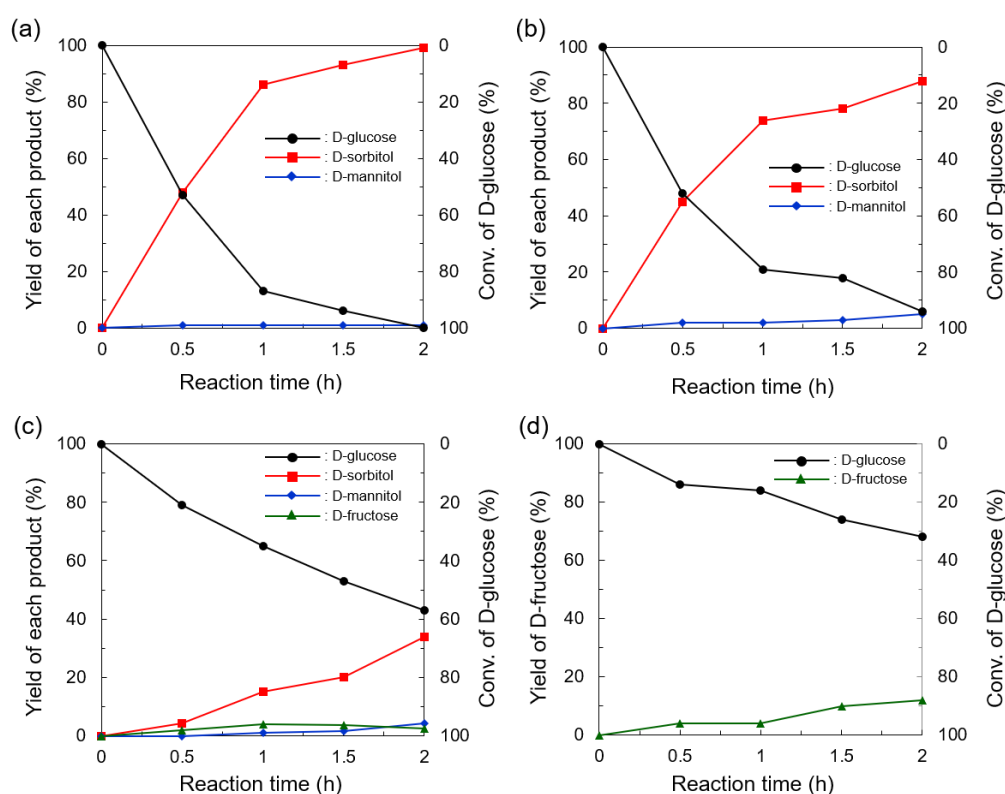 (a)
Yield of each product (%)
100
80
60
40
20
0
: D-glucose
: D-sorbitol
: D-mannitol
0
20
40
60
80
100
Conv. of D-glucose (%)
0 0.5 1 1.5 2
Reaction time (h)
(b)
Yield of each product (%)
100
80
60
40
20
0
: D-glucose
: D-sorbitol
: D-mannitol
0
20
40
60
80
100
Conv. of D-glucose (%)
0 0.5 1 1.5 2
Reaction time (h)
(c)
Yield of each product (%)
100
80
60
40
20
0
: D-glucose
: D-sorbitol
: D-mannitol
: D-fructose
0
20
40
60
80
100
Conv. of D-glucose (%)
0 0.5 1 1.5 2
Reaction time (h)
(d)
Yield of D-fructose (%)
100
80
60
40
20
0
: D-glucose
: D-fructose
0
20
40
60
80
100
Conv. of D-glucose (%)
0 0.5 1 1.5 2
Reaction time (h)